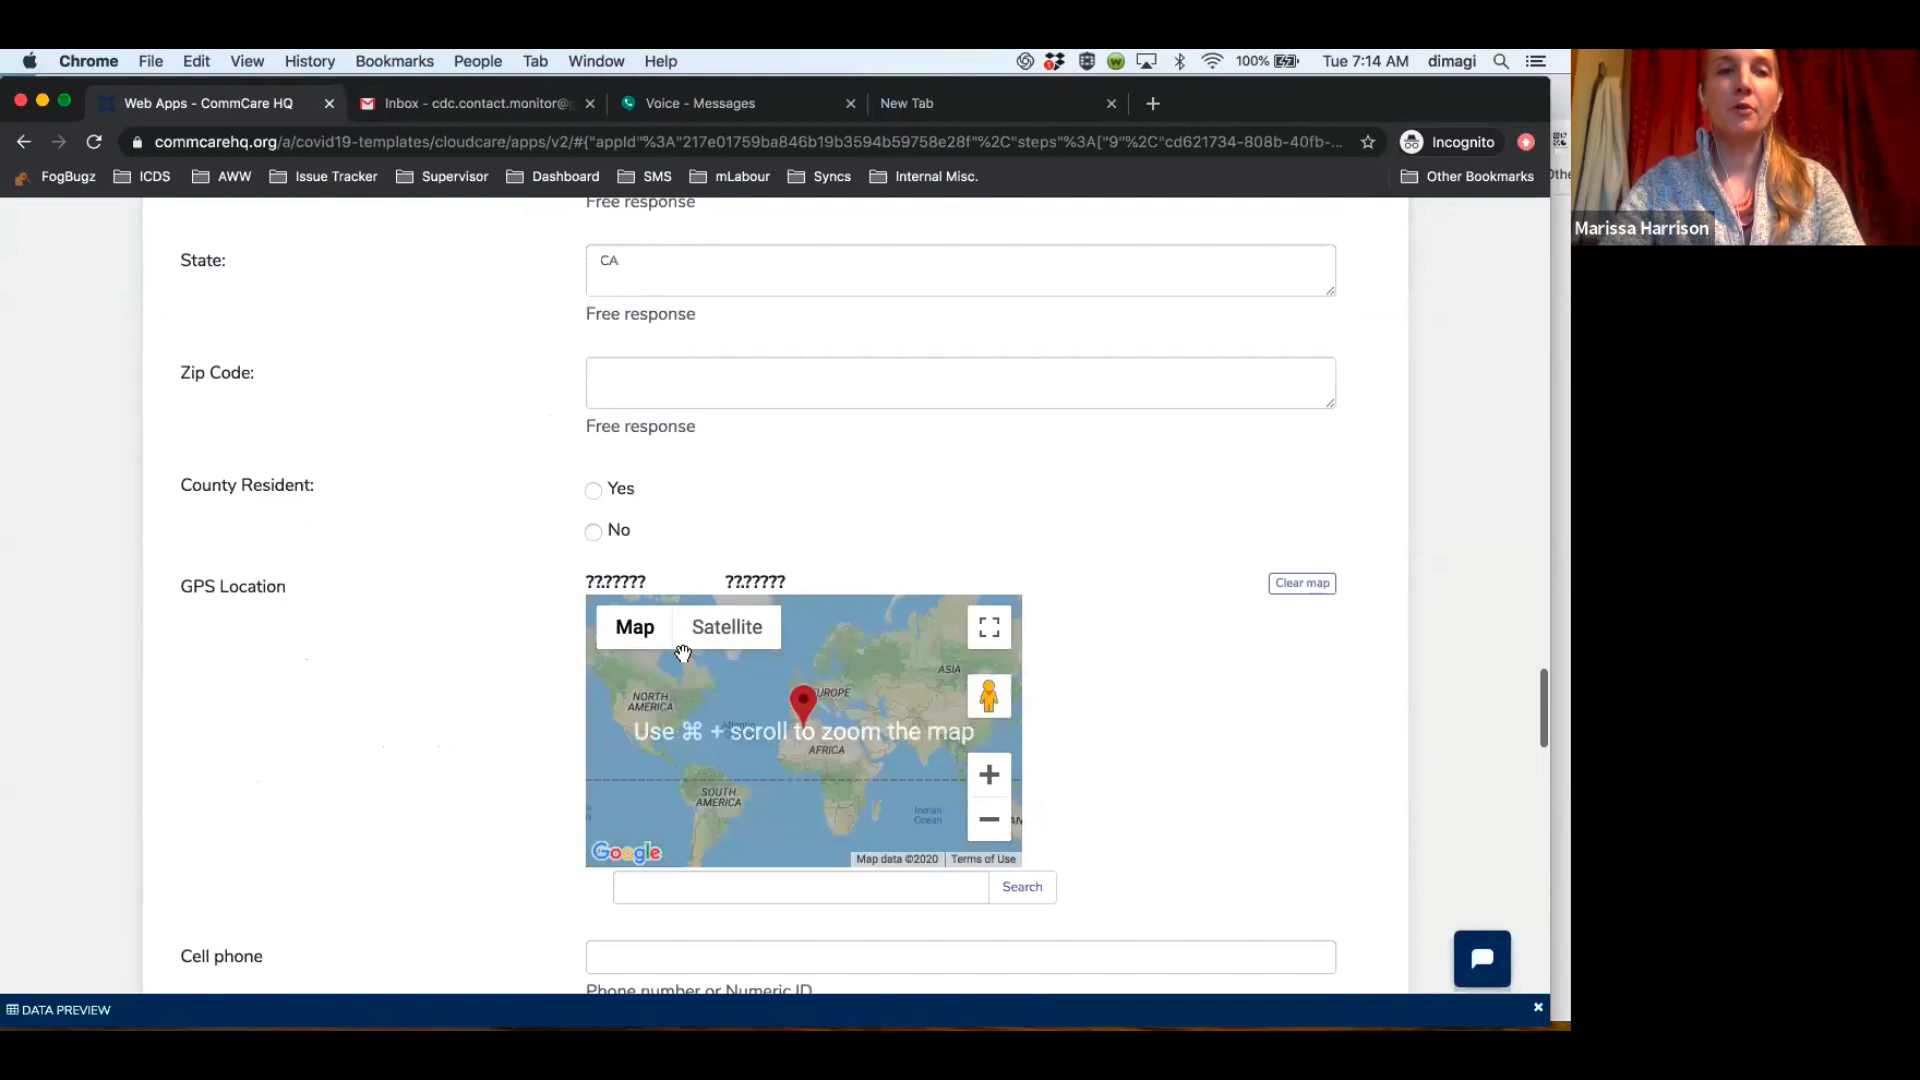 Chrome File Edit View History Bookmarks People Tab Window Help 100% Tue 7:14 AM dimagi
Web Apps - CommCare HQ Inbox - cdc.contact.monitor@ Voice - Messages New Tab
commcarehq.org/a/covid19-templates/cloudcare/apps/v2/#{"appId"%3A"217e01759ba846b19b3594b59758e28f"%2C"steps"%3A["9"%2C"cd621734-808b-40fb-... Incognito
FogBugz ICDS AWW Issue Tracker Supervisor Dashboard SMS mLabour Syncs Internal Misc. Other Bookmarks
Marissa Harrison
Free response
State: CA
Free response
Zip Code:
Free response
County Resident: Yes
No
GPS Location ??.????? ??.????? Clear map
Map Satellite
ASIA
NORTH AMERICA
EUROPE
Use ⌘ + scroll to zoom the map
AFRICA
SOUTH AMERICA
Indian Ocean
Google Map data ©2020 Terms of Use
Search
Cell phone
Phone number or Numeric ID
DATA PREVIEW